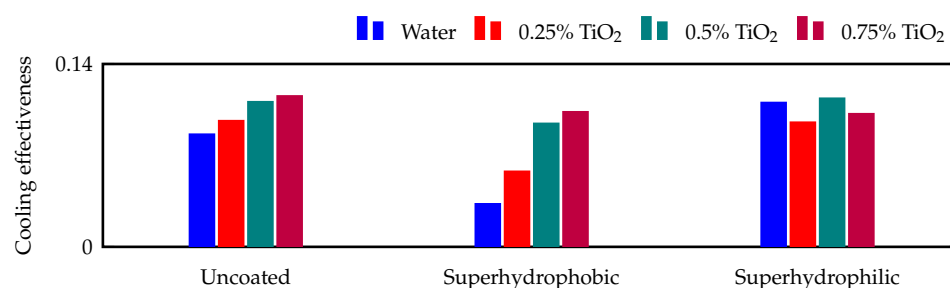 Water 0.25% TiO₂ 0.5% TiO₂ 0.75% TiO₂
Cooling effectiveness
0.14
0
Uncoated Superhydrophobic Superhydrophilic